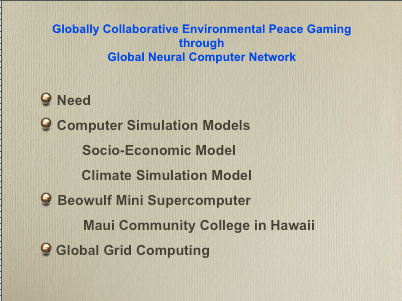 Globally Collaborative Environmental Peace Gaming
through
Global Neural Computer Network
Need
Computer Simulation Models
Socio-Economic Model
Climate Simulation Model
Beowulf Mini Supercomputer
Maui Community College in Hawaii
Global Grid Computing